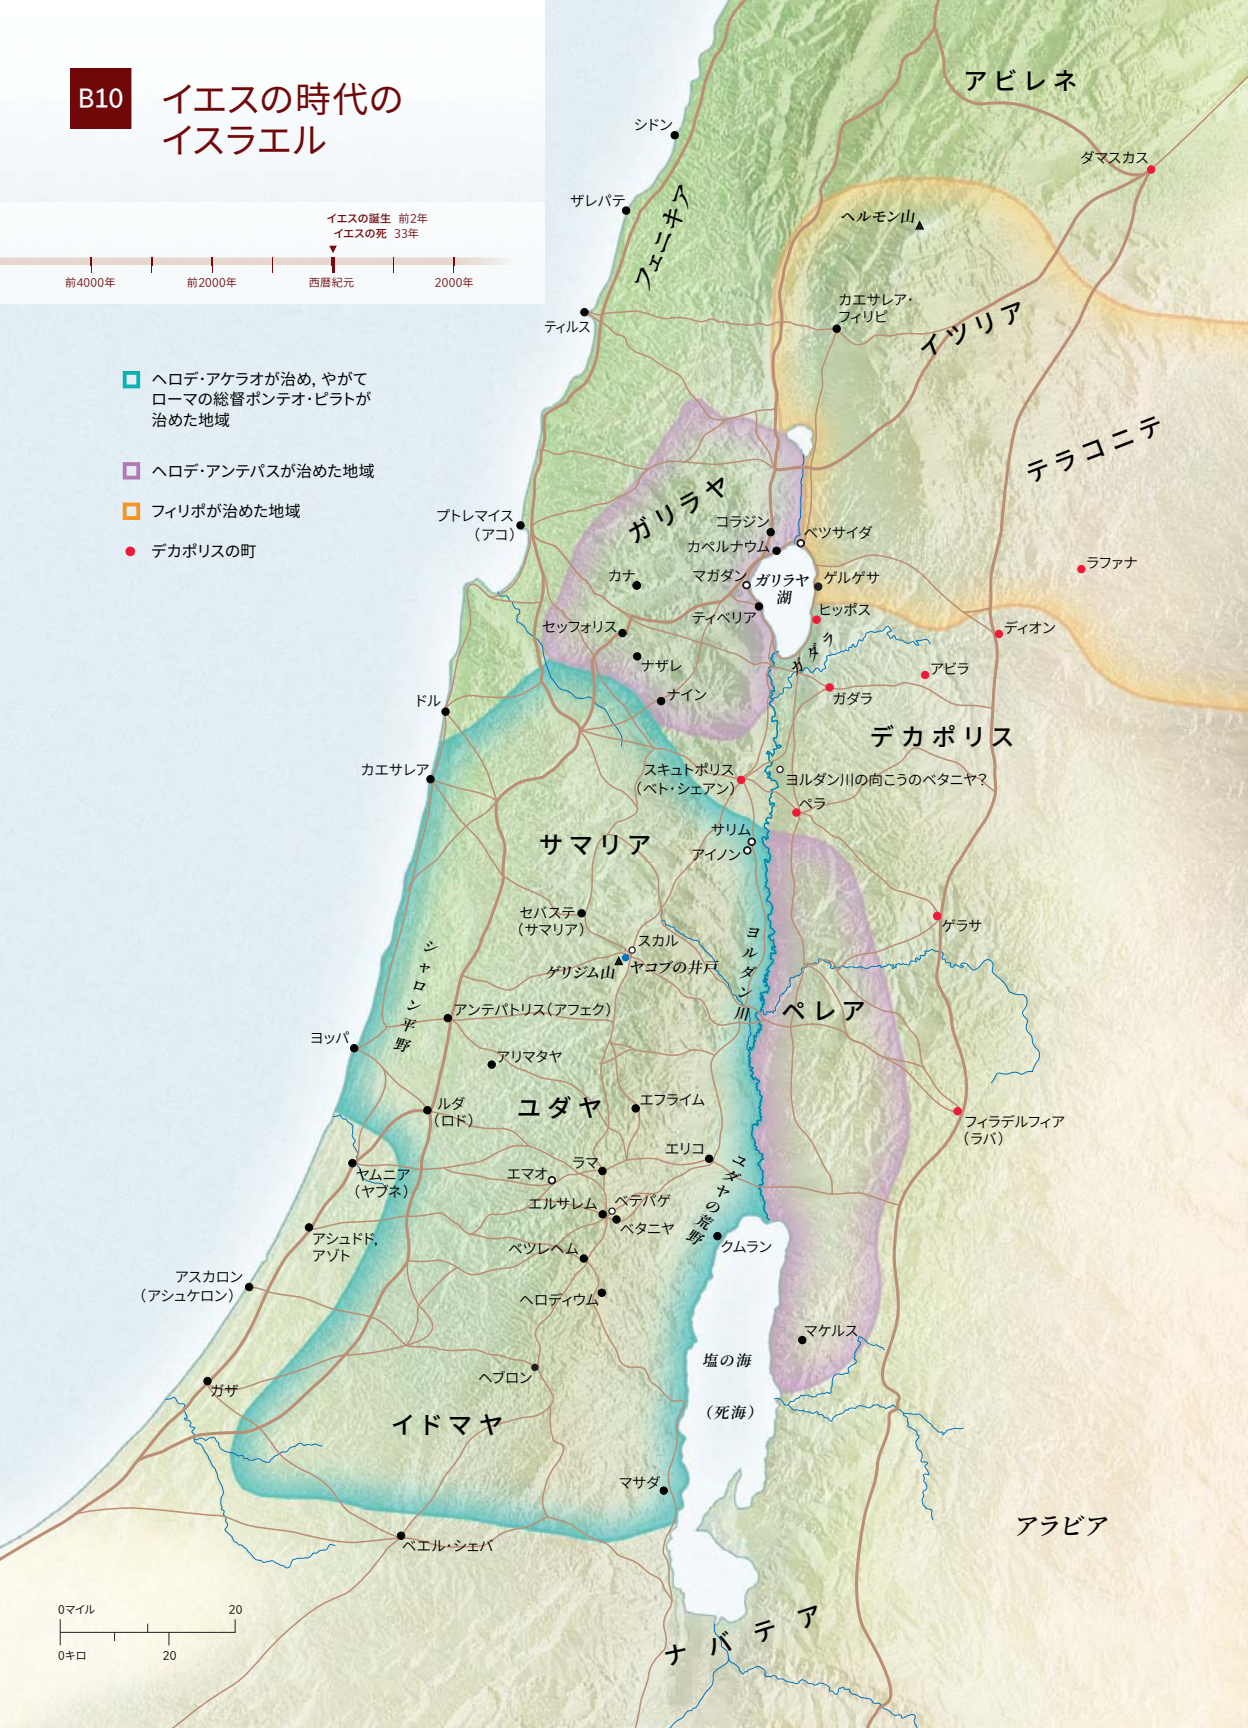 B10
イエスの時代の
イスラエル
イエスの誕生 前2年
イエスの死 33年
前4000年
前2000年
西暦紀元
2000年
ヘロデ・アケラオが治め, やがて
ローマの総督ポンテオ・ピラトが
治めた地域
ヘロデ・アンテパスが治めた地域
フィリポが治めた地域
デカポリスの町
アビレネ
シドン
ダマスカス
ザレパテ
フェニキア
ヘルモン山
カエサレア・
フィリピ
イツリア
ティルス
テラコニテ
ガリラヤ
プトレマイス
（アコ）
コラジン
ベツサイダ
カペルナウム
ラファナ
カナ
マガダン
ガリラヤ
湖
ゲルゲサ
ティベリア
ヒッポス
セッフォリス
ディオン
ガダラ
ナザレ
アビラ
ナイン
ガダラ
ドル
デカポリス
カエサレア
スキュトポリス
（ベト・シェアン）
ヨルダン川の向こうのベタニヤ?
ペラ
サマリア
サリム
アイノン
セバステ
（サマリア）
ゲラサ
スカル
ヨルダン川
シャロン平野
ゲリジム山
ヤコブの井戸
アンテパトリス（アフェク）
ペレア
ヨッパ
アリマタヤ
ユダヤ
エフライム
ルダ
（ロド）
フィラデルフィア
（ラバ）
エリコ
ユダヤの荒野
ラマ
エマオ
ヤムニア
（ヤブネ）
エルサレム
ベテパゲ
ベタニヤ
アシュドド,
アゾト
ベツレヘム
クムラン
アスカロン
（アシュケロン）
ヘロディウム
マケルス
塩の海
（死海）
ヘブロン
ガザ
イドマヤ
マサダ
アラビア
ベエル・シェバ
ナバテア
0マイル
20
0キロ
20